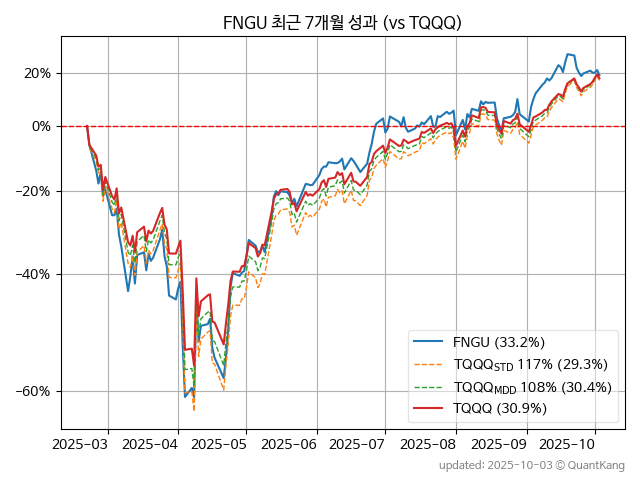 FNGU 최근 7개월 성과 (vs TQQQ)
20%
0%
−20%
−40%
−60%
FNGU (33.2%)
TQQQSTD 117% (29.3%)
TQQQMDD 108% (30.4%)
TQQQ (30.9%)
2025-03 2025-04 2025-05 2025-06 2025-07 2025-08 2025-09 2025-10
updated: 2025-10-03 © QuantKang